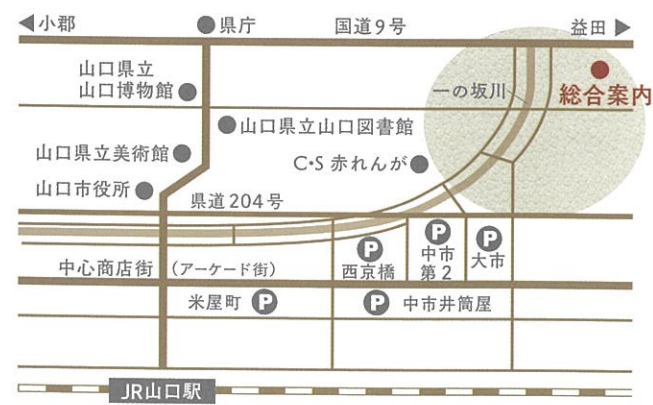 ◀小郡
県庁
国道9号
益田▶
山口県立
山口博物館
一の坂川
総合案内
山口県立山口図書館
山口県立美術館
C・S 赤れんが
山口市役所
県道204号
P
西京橋
P
中市
第2
P
大市
中心商店街
(アーケード街)
米屋町 P
P 中市井筒屋
JR山口駅